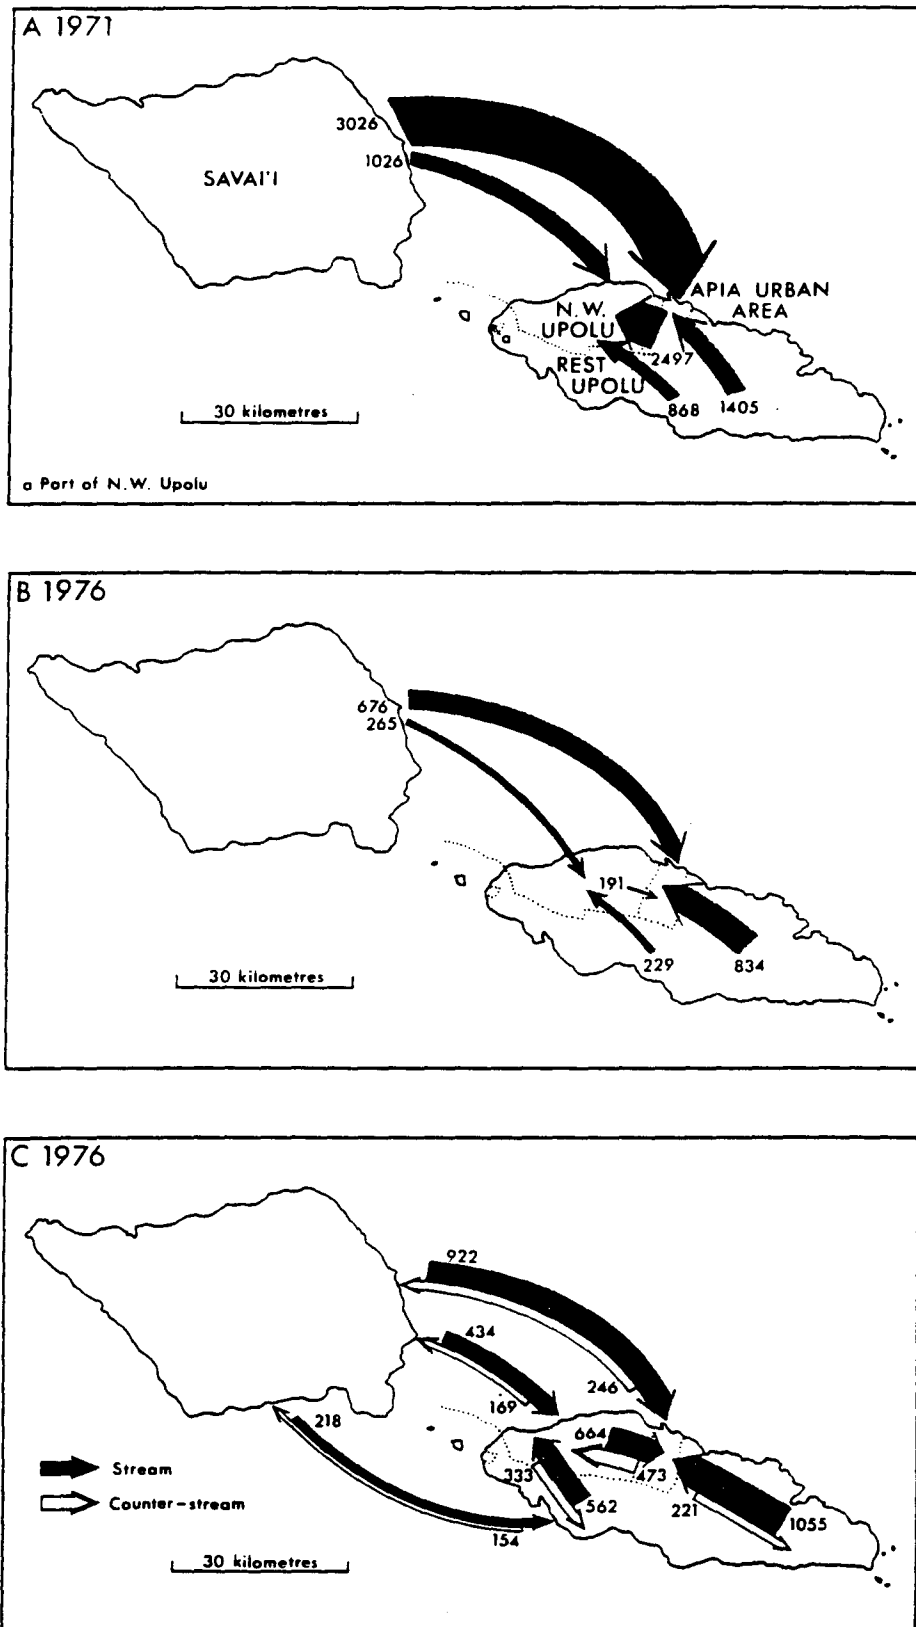 A 1971
3026
1026
SAVAI'I
APIA URBAN
AREA
N. W.
UPOLU
2497
REST
UPOLU
868
1405
30 kilometres
a Part of N.W. Upolu
B 1976
676
265
191
229
834
30 kilometres
C 1976
922
434
246
169
218
664
473
333
562
221
1055
154
Stream
Counter-stream
30 kilometres